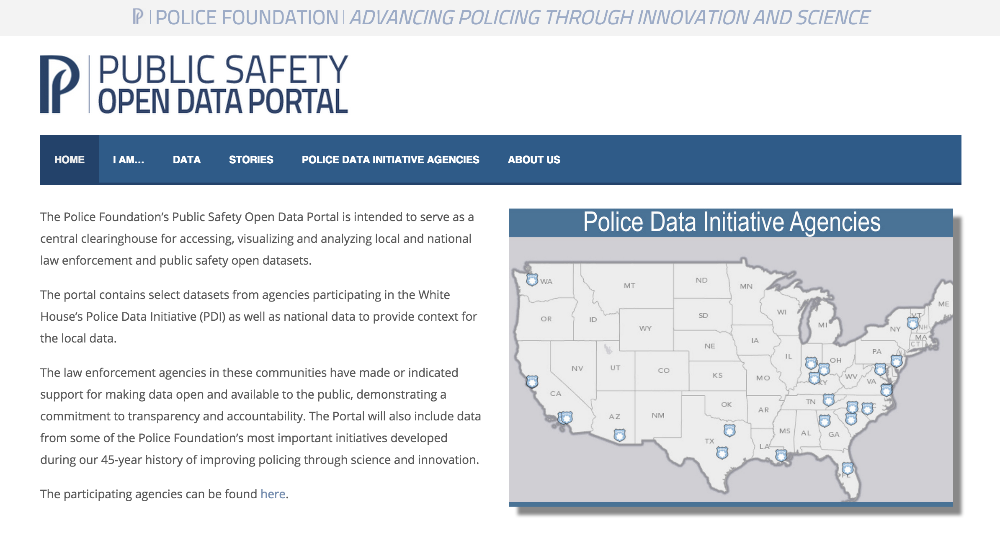 POLICE FOUNDATION | ADVANCING POLICING THROUGH INNOVATION AND SCIENCE
PUBLIC SAFETY
OPEN DATA PORTAL
HOME
I AM...
DATA
STORIES
POLICE DATA INITIATIVE AGENCIES
ABOUT US
The Police Foundation’s Public Safety Open Data Portal is intended to serve as a
central clearinghouse for accessing, visualizing and analyzing local and national
law enforcement and public safety open datasets.
The portal contains select datasets from agencies participating in the White
House’s Police Data Initiative (PDI) as well as national data to provide context for
the local data.
The law enforcement agencies in these communities have made or indicated
support for making data open and available to the public, demonstrating a
commitment to transparency and accountability. The Portal will also include data
from some of the Police Foundation’s most important initiatives developed
during our 45-year history of improving policing through science and innovation.
The participating agencies can be found here.
Police Data Initiative Agencies
WA
MT
ND
MN
ME
OR
ID
SD
WI
VT
WY
MI
NY
NH
MA
NE
IA
CT
PA
IL
OH
NV
UT
CO
KS
MO
WV
VA
KY
CA
OK
TN
AZ
NM
AR
MS
AL
GA
TX
LA
FL